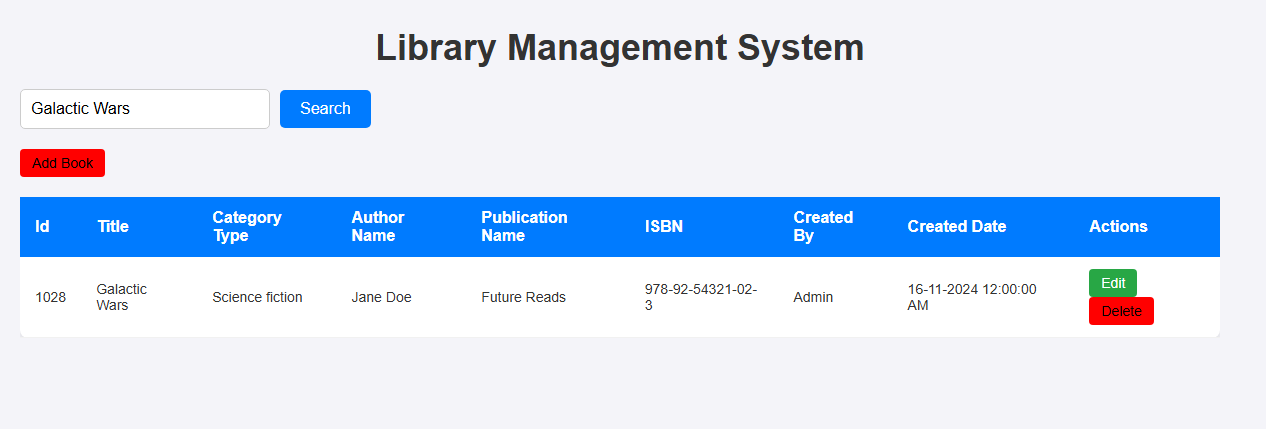 Library Management System
Galactic Wars
Search
Add Book
Id Title Category Type Author Name Publication Name ISBN Created By Created Date Actions
1028 Galactic Wars Science fiction Jane Doe Future Reads 978-92-54321-02-3 Admin 16-11-2024 12:00:00 AM Edit
Delete